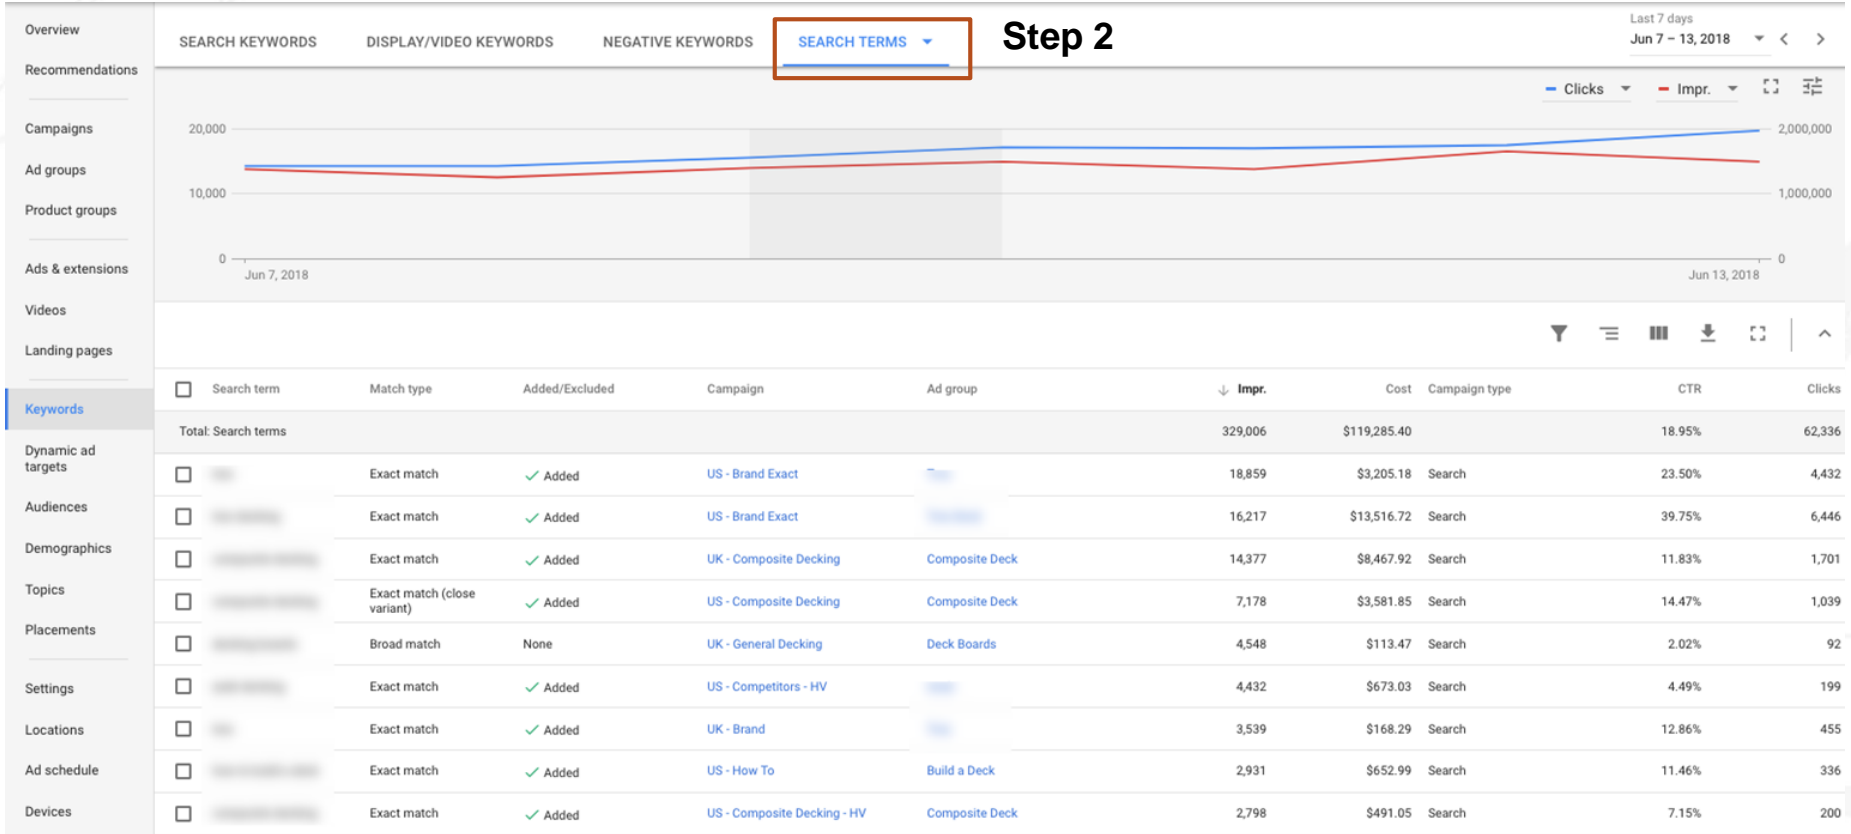 Overview
Recommendations
Campaigns
Ad groups
Product groups
Ads & extensions
Videos
Landing pages
Keywords
Dynamic ad
targets
Audiences
Demographics
Topics
Placements
Settings
Locations
Ad schedule
Devices
SEARCH KEYWORDS DISPLAY/VIDEO KEYWORDS NEGATIVE KEYWORDS SEARCH TERMS Step 2
Last 7 days
Jun 7 – 13, 2018
Clicks Impr.
20,000 2,000,000
10,000 1,000,000
0 0
Jun 7, 2018 Jun 13, 2018
Search term Match type Added/Excluded Campaign Ad group Impr. Cost Campaign type CTR Clicks
Total: Search terms 329,006 $119,285.40 18.95% 62,336
Exact match Added US - Brand Exact 18,859 $3,205.18 Search 23.50% 4,432
Exact match Added US - Brand Exact 16,217 $13,516.72 Search 39.75% 6,446
Exact match Added UK - Composite Decking Composite Deck 14,377 $8,467.92 Search 11.83% 1,701
Exact match (close
variant) Added US - Composite Decking Composite Deck 7,178 $3,581.85 Search 14.47% 1,039
Broad match None UK - General Decking Deck Boards 4,548 $113.47 Search 2.02% 92
Exact match Added US - Competitors - HV 4,432 $673.03 Search 4.49% 199
Exact match Added UK - Brand 3,539 $168.29 Search 12.86% 455
Exact match Added US - How To Build a Deck 2,931 $652.99 Search 11.46% 336
Exact match Added US - Composite Decking - HV Composite Deck 2,798 $491.05 Search 7.15% 200